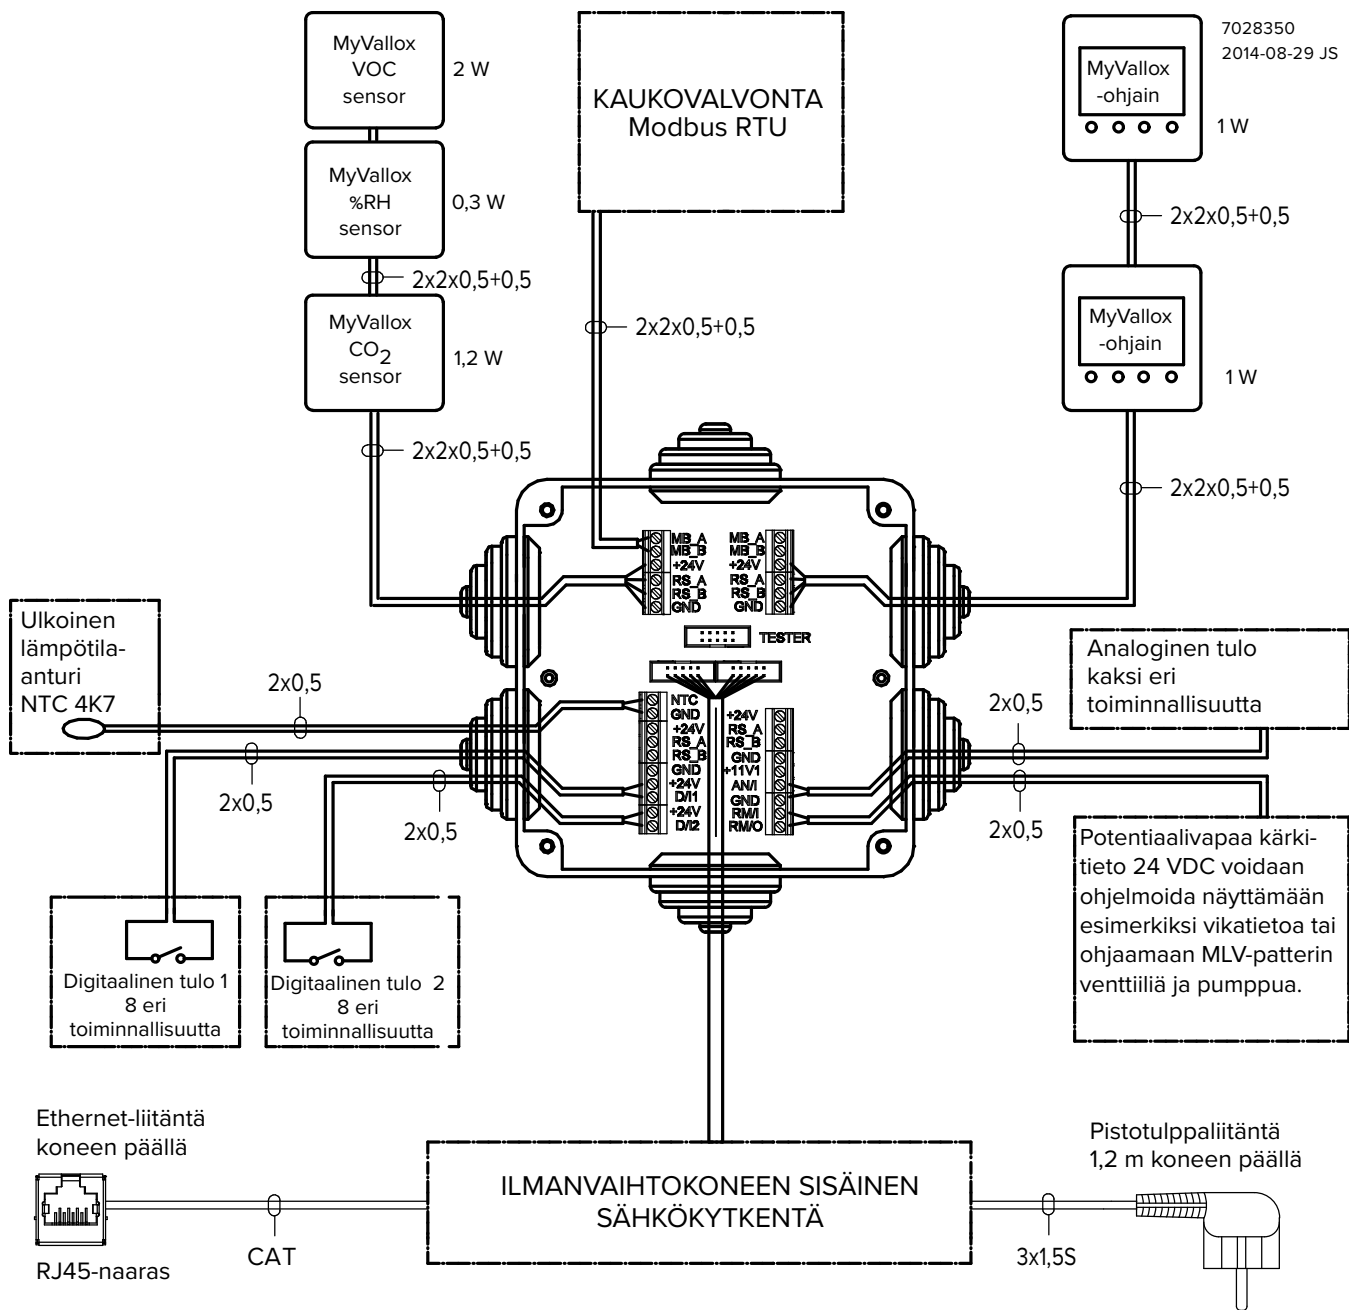 MyVallox
VOC
sensor
2 W
MyVallox
%RH
sensor
0,3 W
2x2x0,5+0,5
MyVallox
CO2
sensor
1,2 W
2x2x0,5+0,5
KAUKOVALVONTA
Modbus RTU
2x2x0,5+0,5
7028350
2014-08-29 JS
MyVallox
-ohjain
1 W
2x2x0,5+0,5
MyVallox
-ohjain
1 W
2x2x0,5+0,5
MB_A
MB_B
+24V
RS_A
RS_B
GND
MB_A
MB_B
+24V
RS_A
RS_B
GND
TESTER
Ulkoinen
lämpötila-
anturi
NTC 4K7
2x0,5
2x0,5
2x0,5
NTC
GND
+24V
RS_A
RS_B
GND
+24V
D/I1
+24V
D/I2
+24V
RS_A
RS_B
GND
+11V1
AN/I
GND
RM/I
RM/O
Analoginen tulo
kaksi eri
toiminnallisuutta
2x0,5
2x0,5
Potentiaalivapaa kärki-
tieto 24 VDC voidaan
ohjelmoida näyttämään
esimerkiksi vikatietoa tai
ohjaamaan MLV-patterin
venttiiliä ja pumppua.
Digitaalinen tulo 1
8 eri
toiminnallisuutta
Digitaalinen tulo 2
8 eri
toiminnallisuutta
Ethernet-liitäntä
koneen päällä
RJ45-naaras
CAT
ILMANVAIHTOKONEEN SISÄINEN
SÄHKÖKYTKENTÄ
3x1,5S
Pistotulppaliitäntä
1,2 m koneen päällä